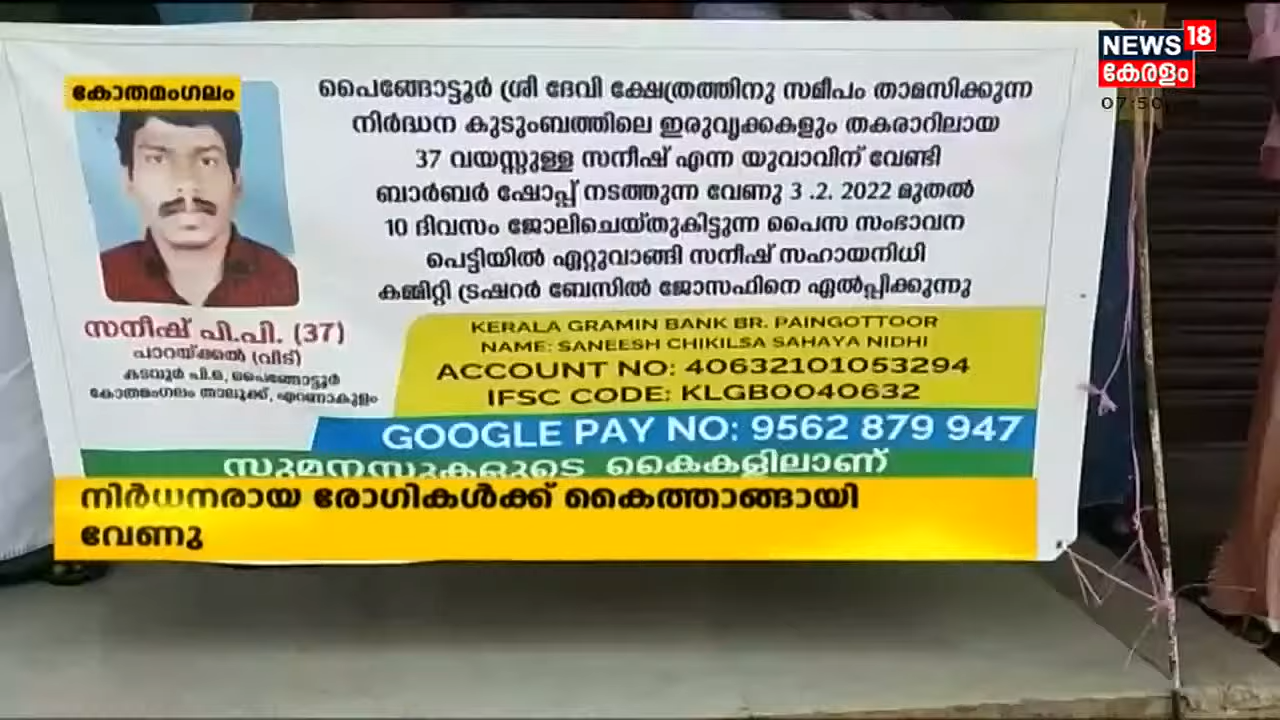 NEWS 18
കേരളം
07:50
കോതമംഗലം
പൈങ്ങോട്ടൂർ ശ്രീ ദേവി ക്ഷേത്രത്തിനു സമീപം താമസിക്കുന്ന
നിർദ്ധന കുടുംബത്തിലെ ഇരുവൃക്കകളും തകരാറിലായ
37 വയസ്സുള്ള സനീഷ് എന്ന യുവാവിന് വേണ്ടി
ബാർബർ ഷോപ്പ് നടത്തുന്ന വേണു 3 .2. 2022 മുതൽ
10 ദിവസം ജോലിചെയ്തുകിട്ടുന്ന പൈസ സംഭാവന
പെട്ടിയിൽ ഏറ്റുവാങ്ങി സനീഷ് സഹായനിധി
കമ്മിറ്റി ട്രഷറർ ബേസിൽ ജോസഫിനെ ഏൽപ്പിക്കുന്നു
സനീഷ് പി.പി. (37)
പാറയ്ക്കൽ (വീട്)
കടവൂർ പി.ഒ, പൈങ്ങോട്ടൂർ
കോതമംഗലം താലൂക്ക്, എറണാകുളം
KERALA GRAMIN BANK BR. PAINGOTTOOR
NAME: SANEESH CHIKILSA SAHAYA NIDHI
ACCOUNT NO: 40632101053294
IFSC CODE: KLGB0040632
GOOGLE PAY NO: 9562 879 947
സുമനസുകളുടെ കൈകളിലാണ്
നിർധനരായ രോഗികൾക്ക് കൈത്താങ്ങായി
വേണു